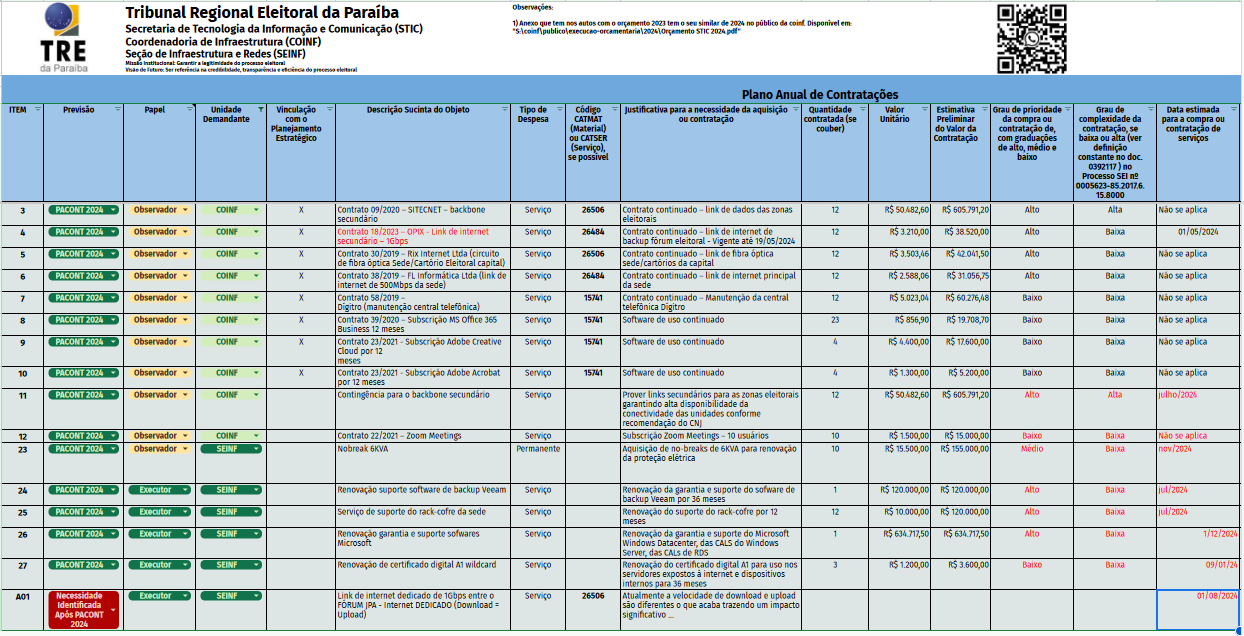 TRE
da Paraíba
Tribunal Regional Eleitoral da Paraíba
Secretaria de Tecnologia da Informação e Comunicação (STIC)
Coordenadoria de Infraestrutura (COINF)
Seção de Infraestrutura e Redes (SEINF)
Missão Institucional: Garantir a legitimidade do processo eleitoral
Visão de Futuro: Ser referência na credibilidade, transparência e eficiência do processo eleitoral
Observações:
1) Anexo que tem nos autos com o orçamento 2023 tem o seu similar de 2024 no público da coinf. Disponível em:
"S:\coinf\publico\execucao-orcamentaria\2024\Orçamento STIC 2024.pdf"
Plano Anual de Contratações
ITEM
Previsão
Papel
Unidade
Demandante
Vinculação
com o
Planejamento
Estratégico
Descrição Sucinta do Objeto
Tipo de
Despesa
Código
CATMAT
(Material)
ou CATSER
(Serviço),
se possível
Justificativa para a necessidade da aquisição
ou contratação
Quantidade
contratada (se
couber)
Valor
Unitário
Estimativa
Preliminar
do Valor da
Contratação
Grau de prioridade
da compra ou
contratação de,
com graduações
de alto, médio e
baixo
Grau de
complexidade da
contratação, se
baixa ou alta (ver
definição
constante no doc.
0392117 ) no
Processo SEI nº
0005623-85.2017.6.
15.8000
Data estimada
para a compra ou
contratação de
serviços
3 PACONT 2024 Observador COINF X Contrato 09/2020 – SITECNET – backbone Serviço 26506 Contrato continuado – link de dados das zonas 12 R$ 50.482,60 R$ 605.791,20 Alto Alta Não se aplica
secundário eleitorais
4 PACONT 2024 Observador COINF X Contrato 18/2023 – OPIX - Link de internet Serviço 26484 Contrato continuado – link de internet de 12 R$ 3.210,00 R$ 38.520,00 Alto Baixa 01/05/2024
secundário – 1Gbps backup fórum eleitoral - Vigente até 19/05/2024
5 PACONT 2024 Observador COINF X Contrato 30/2019 – Rix Internet Ltda (circuito Serviço 26506 Contrato continuado – link de fibra óptica 12 R$ 3.503,46 R$ 42.041,50 Alto Baixa Não se aplica
de fibra óptica Sede/Cartório Eleitoral capital) sede/cartórios da capital
6 PACONT 2024 Observador COINF X Contrato 38/2019 – FL Informática Ltda (link de Serviço 26484 Contrato continuado – link de internet principal 12 R$ 2.588,06 R$ 31.056,75 Alto Baixa Não se aplica
internet de 500Mbps da sede) da sede
7 PACONT 2024 Observador COINF X Contrato 58/2019 – Serviço 15741 Contrato continuado – Manutenção da central 12 R$ 5.023,04 R$ 60.276,48 Baixo Baixa Não se aplica
Dígitro (manutenção central telefônica) telefônica Dígitro
8 PACONT 2024 Observador COINF X Contrato 39/2020 – Subscrição MS Office 365 Serviço 15741 Software de uso continuado 23 R$ 856,90 R$ 19.708,70 Baixo Baixa Não se aplica
Business 12 meses
9 PACONT 2024 Observador COINF X Contrato 23/2021 - Subscrição Adobe Creative Serviço 15741 Software de uso continuado 4 R$ 4.400,00 R$ 17.600,00 Baixo Baixa Não se aplica
Cloud por 12
meses
10 PACONT 2024 Observador COINF X Contrato 23/2021 - Subscrição Adobe Acrobat Serviço 15741 Software de uso continuado 4 R$ 1.300,00 R$ 5.200,00 Baixo Baixa Não se aplica
por 12 meses
11 PACONT 2024 Observador COINF Contingência para o backbone secundário Serviço Prover links secundários para as zonas eleitorais 12 R$ 50.482,60 R$ 605.791,20 Alto Alta julho/2024
garantindo alta disponibilidade da
conectividade das unidades conforme
recomendação do CNJ
12 PACONT 2024 Observador COINF Contrato 22/2021 – Zoom Meetings Serviço Subscrição Zoom Meetings – 10 usuários 10 R$ 1.500,00 R$ 15.000,00 Baixo Baixa Não se aplica
23 PACONT 2024 Observador SEINF Nobreak 6KVA Permanente Aquisição de no-breaks de 6KVA para renovação 10 R$ 15.500,00 R$ 155.000,00 Médio Baixa nov/2024
da proteção elétrica
24 PACONT 2024 Executor SEINF Renovação suporte software de backup Veeam Serviço Renovação da garantia e suporte do sofware de 1 R$ 120.000,00 R$ 120.000,00 Alto Baixa jul/2024
backup Veeam por 36 meses
25 PACONT 2024 Executor SEINF Serviço de suporte do rack-cofre da sede Serviço Renovação do suporte do rack-cofre por 12 12 R$ 10.000,00 R$ 120.000,00 Alto Baixa jul/2024
meses
26 PACONT 2024 Executor SEINF Renovação garantia e suporte sofwares Serviço Renovação da garantia e suporte do Microsoft 1 R$ 634.717,50 R$ 634.717,50 Alto Baixa 1/12/2024
Microsoft Windows Datacenter, das CALS do Windows
Server, das CALs de RDS
27 PACONT 2024 Executor SEINF Renovação de certificado digital A1 wildcard Serviço Renovação do certificado digital A1 para uso nos 3 R$ 1.200,00 R$ 3.600,00 Baixo Baixa 09/01/24
servidores expostos à internet e dispositivos
internos para 36 meses
A01 Necessidade Executor SEINF Link de internet dedicado de 1Gbps entre o Serviço 26506 Atualmente a velocidade de download e upload 01/08/2024
Identificada FÓRUM JPA - Internet DEDICADO (Download = são diferentes o que acaba trazendo um impacto
Após PACONT Upload) significativo ...
2024